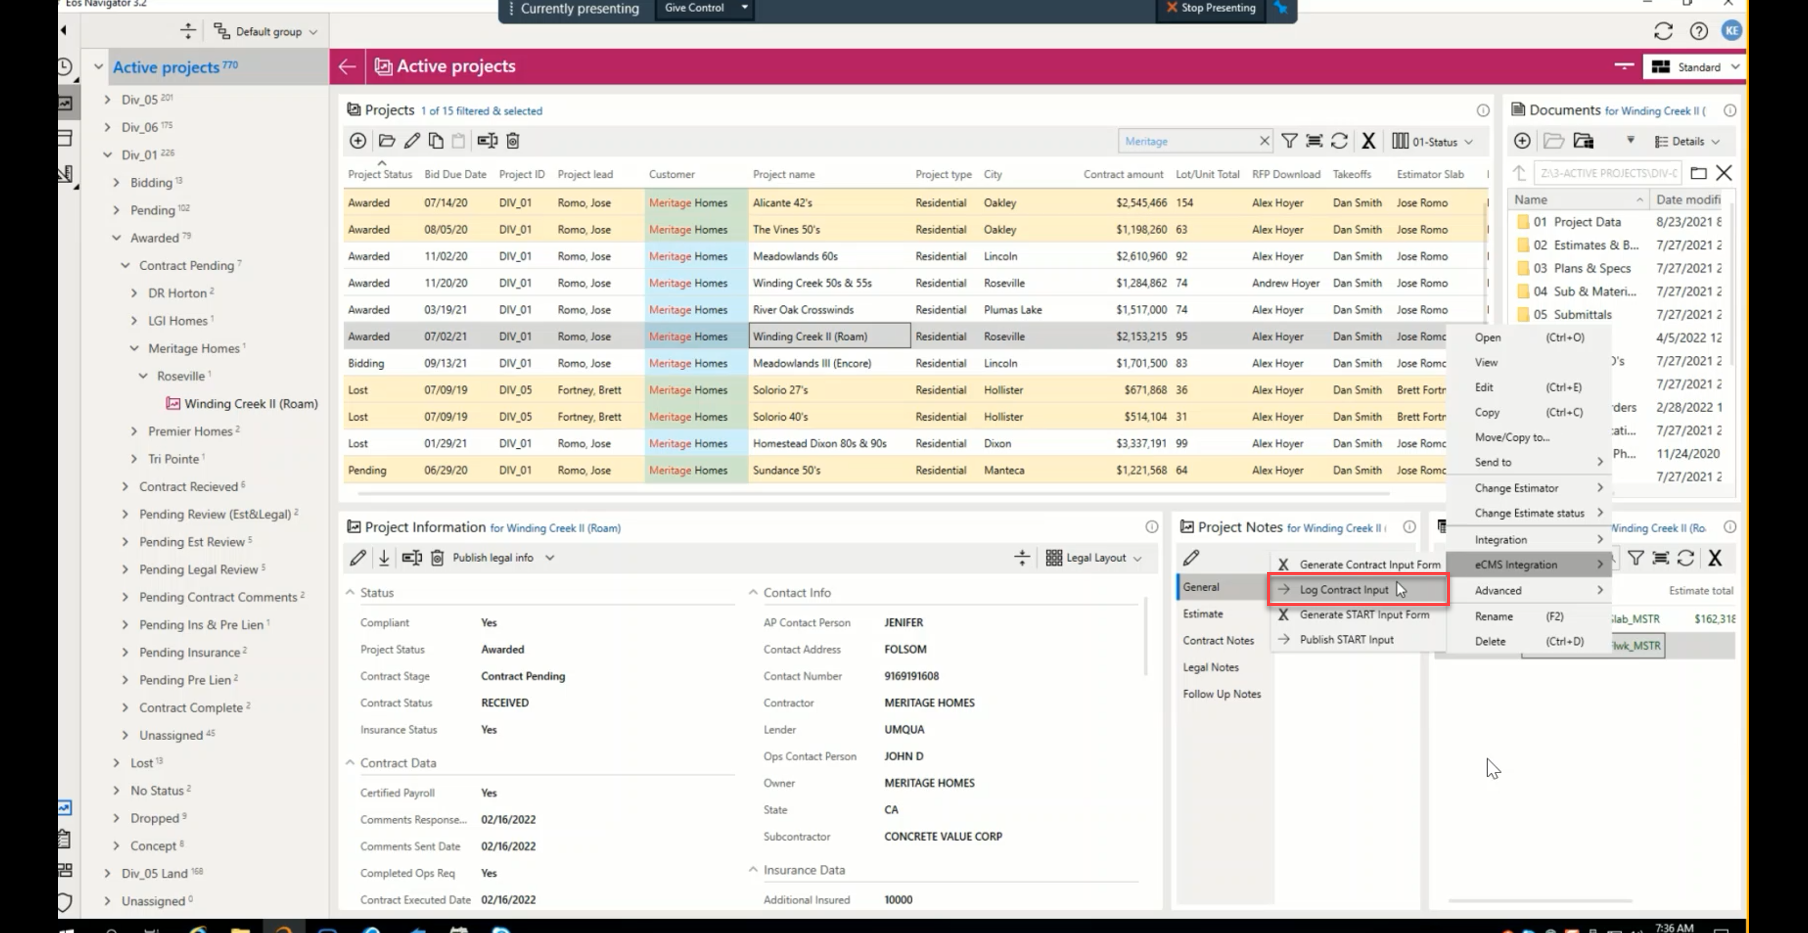 Eos Navigator 3.2
Currently presenting
Give Control
Stop Presenting
Default group
KE
Active projects 770
Div_05 201
Div_06 175
Div_01 226
Bidding 13
Pending 102
Awarded 79
Contract Pending 7
DR Horton 2
LGI Homes 1
Meritage Homes 1
Roseville 1
Winding Creek II (Roam)
Premier Homes 2
Tri Pointe 1
Contract Recieved 6
Pending Review (Est&Legal) 2
Pending Est Review 5
Pending Legal Review 5
Pending Contract Comments 2
Pending Ins & Pre Lien 1
Pending Insurance 2
Pending Pre Lien 2
Contract Complete 2
Unassigned 45
Lost 13
No Status 2
Dropped 9
Concept 8
Div_05 Land 168
Unassigned 0
Active projects
Standard
Projects 1 of 15 filtered & selected
Meritage
01-Status
Project Status Bid Due Date Project ID Project lead Customer Project name Project type City Contract amount Lot/Unit Total RFP Download Takeoffs Estimator Slab
Awarded 07/14/20 DIV_01 Romo, Jose Meritage Homes Alicante 42's Residential Oakley $2,545,466 154 Alex Hoyer Dan Smith Jose Romo
Awarded 08/05/20 DIV_01 Romo, Jose Meritage Homes The Vines 50's Residential Oakley $1,198,260 63 Alex Hoyer Dan Smith Jose Romo
Awarded 11/02/20 DIV_01 Romo, Jose Meritage Homes Meadowlands 60s Residential Lincoln $2,610,960 92 Alex Hoyer Dan Smith Jose Romo
Awarded 11/20/20 DIV_01 Romo, Jose Meritage Homes Winding Creek 50s & 55s Residential Roseville $1,284,862 74 Andrew Hoyer Dan Smith Jose Romo
Awarded 03/19/21 DIV_01 Romo, Jose Meritage Homes River Oak Crosswinds Residential Plumas Lake $1,517,000 74 Alex Hoyer Dan Smith Jose Romo
Awarded 07/02/21 DIV_01 Romo, Jose Meritage Homes Winding Creek II (Roam) Residential Roseville $2,153,215 95 Alex Hoyer Dan Smith Jose Romo
Bidding 09/13/21 DIV_01 Romo, Jose Meritage Homes Meadowlands III (Encore) Residential Lincoln $1,701,500 83 Alex Hoyer Dan Smith Jose Romo
Lost 07/09/19 DIV_05 Fortney, Brett Meritage Homes Solorio 27's Residential Hollister $671,868 36 Alex Hoyer Dan Smith Brett Fortn
Lost 07/09/19 DIV_05 Fortney, Brett Meritage Homes Solorio 40's Residential Hollister $514,104 31 Alex Hoyer Dan Smith Brett Fortn
Lost 01/29/21 DIV_01 Romo, Jose Meritage Homes Homestead Dixon 80s & 90s Residential Dixon $3,337,191 99 Alex Hoyer Dan Smith Jose Romo
Pending 06/29/20 DIV_01 Romo, Jose Meritage Homes Sundance 50's Residential Manteca $1,221,568 64 Alex Hoyer Dan Smith Jose Romo
Documents for Winding Creek II (
Details
Z:\3-ACTIVE PROJECTS\DIV-0
Name Date modifi
01 Project Data 8/23/2021 8
02 Estimates & B... 7/27/2021 2
03 Plans & Specs 7/27/2021 2
04 Sub & Materi... 7/27/2021 2
05 Submittals 7/27/2021 2
4/5/2022 12
O's 7/27/2021 2
7/27/2021 2
rders 2/28/2022 1
cati... 7/27/2021 2
Ph... 11/24/2020
7/27/2021 2
Open (Ctrl+O)
View
Edit (Ctrl+E)
Copy (Ctrl+C)
Move/Copy to...
Send to
Change Estimator
Change Estimate status
Integration
eCMS Integration
Advanced
Rename (F2)
Delete (Ctrl+D)
Generate Contract Input Form
Log Contract Input
Generate START Input Form
Publish START Input
Project Information for Winding Creek II (Roam)
Publish legal info
Legal Layout
Status
Compliant Yes
Project Status Awarded
Contract Stage Contract Pending
Contract Status RECEIVED
Insurance Status Yes
Contract Data
Certified Payroll Yes
Comments Response... 02/16/2022
Comments Sent Date 02/16/2022
Completed Ops Req Yes
Contract Executed Date 02/16/2022
Contact Info
AP Contact Person JENIFER
Contact Address FOLSOM
Contact Number 9169191608
Contractor MERITAGE HOMES
Lender UMQUA
Ops Contact Person JOHN D
Owner MERITAGE HOMES
State CA
Subcontractor CONCRETE VALUE CORP
Insurance Data
Additional Insured 10000
Project Notes for Winding Creek II (
General
Estimate
Contract Notes
Legal Notes
Follow Up Notes
Winding Creek II (Ro
Estimate total
Slab_MSTR $162,318
lwk_MSTR
7:36 AM